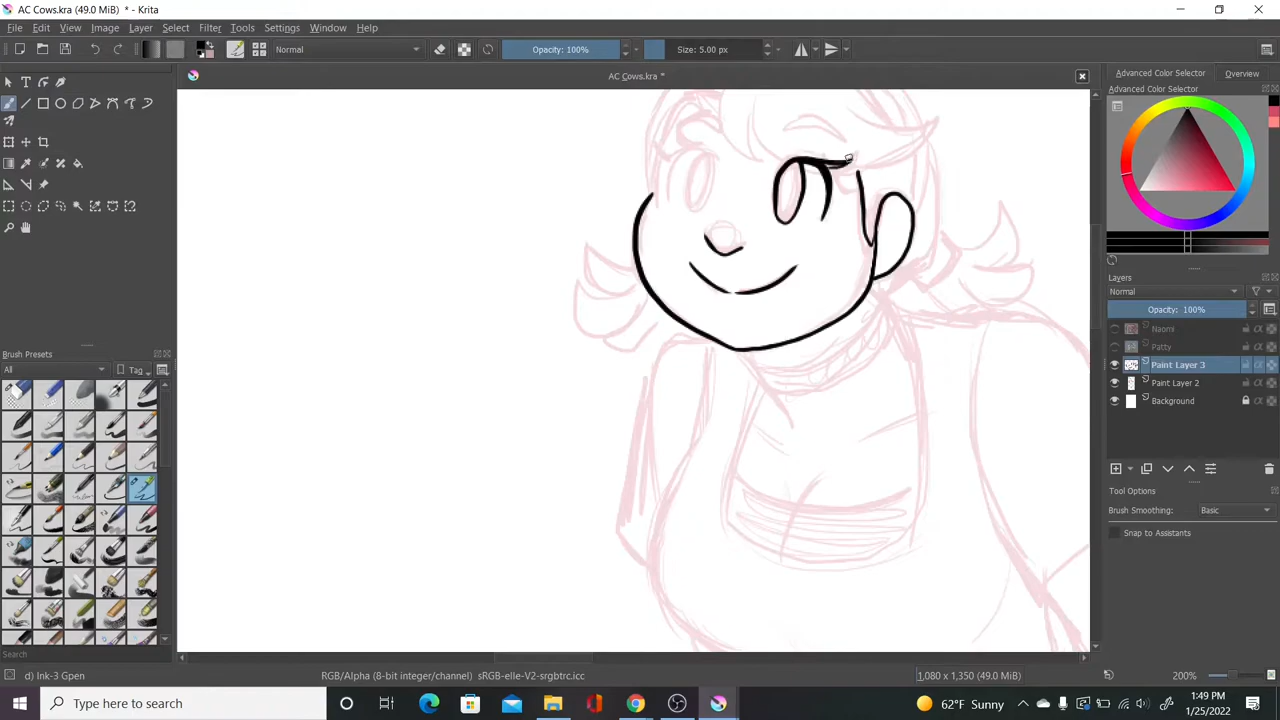 AC Cows.kra (49.0 MiB) * - Krita
File Edit View Image Layer Select Filter Tools Settings Window Help
Normal Opacity: 100% Size: 5.00 px
AC Cows.kra *
Advanced Color Selector Overview
Advanced Color Selector
Layers
Normal
Opacity: 100%
Naomi
Patty
Paint Layer 3
Paint Layer 2
Background
Tool Options
Brush Smoothing: Basic
Snap to Assistants
Brush Presets
All Tag
Search
d) Ink-3 Gpen RGB/Alpha (8-bit integer/channel) sRGB-elle-V2-srgbtrc.icc 1,080 x 1,350 (49.0 MiB) 200%
Type here to search 62°F Sunny 1:49 PM
1/25/2022